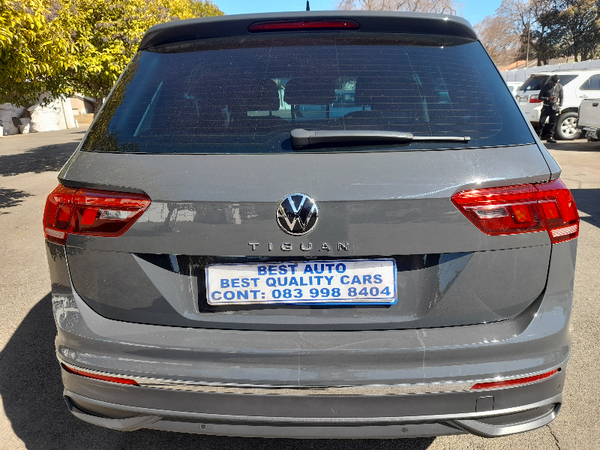 TIGUAN
BEST AUTO
BEST QUALITY CARS
CONT: 083 998 8404